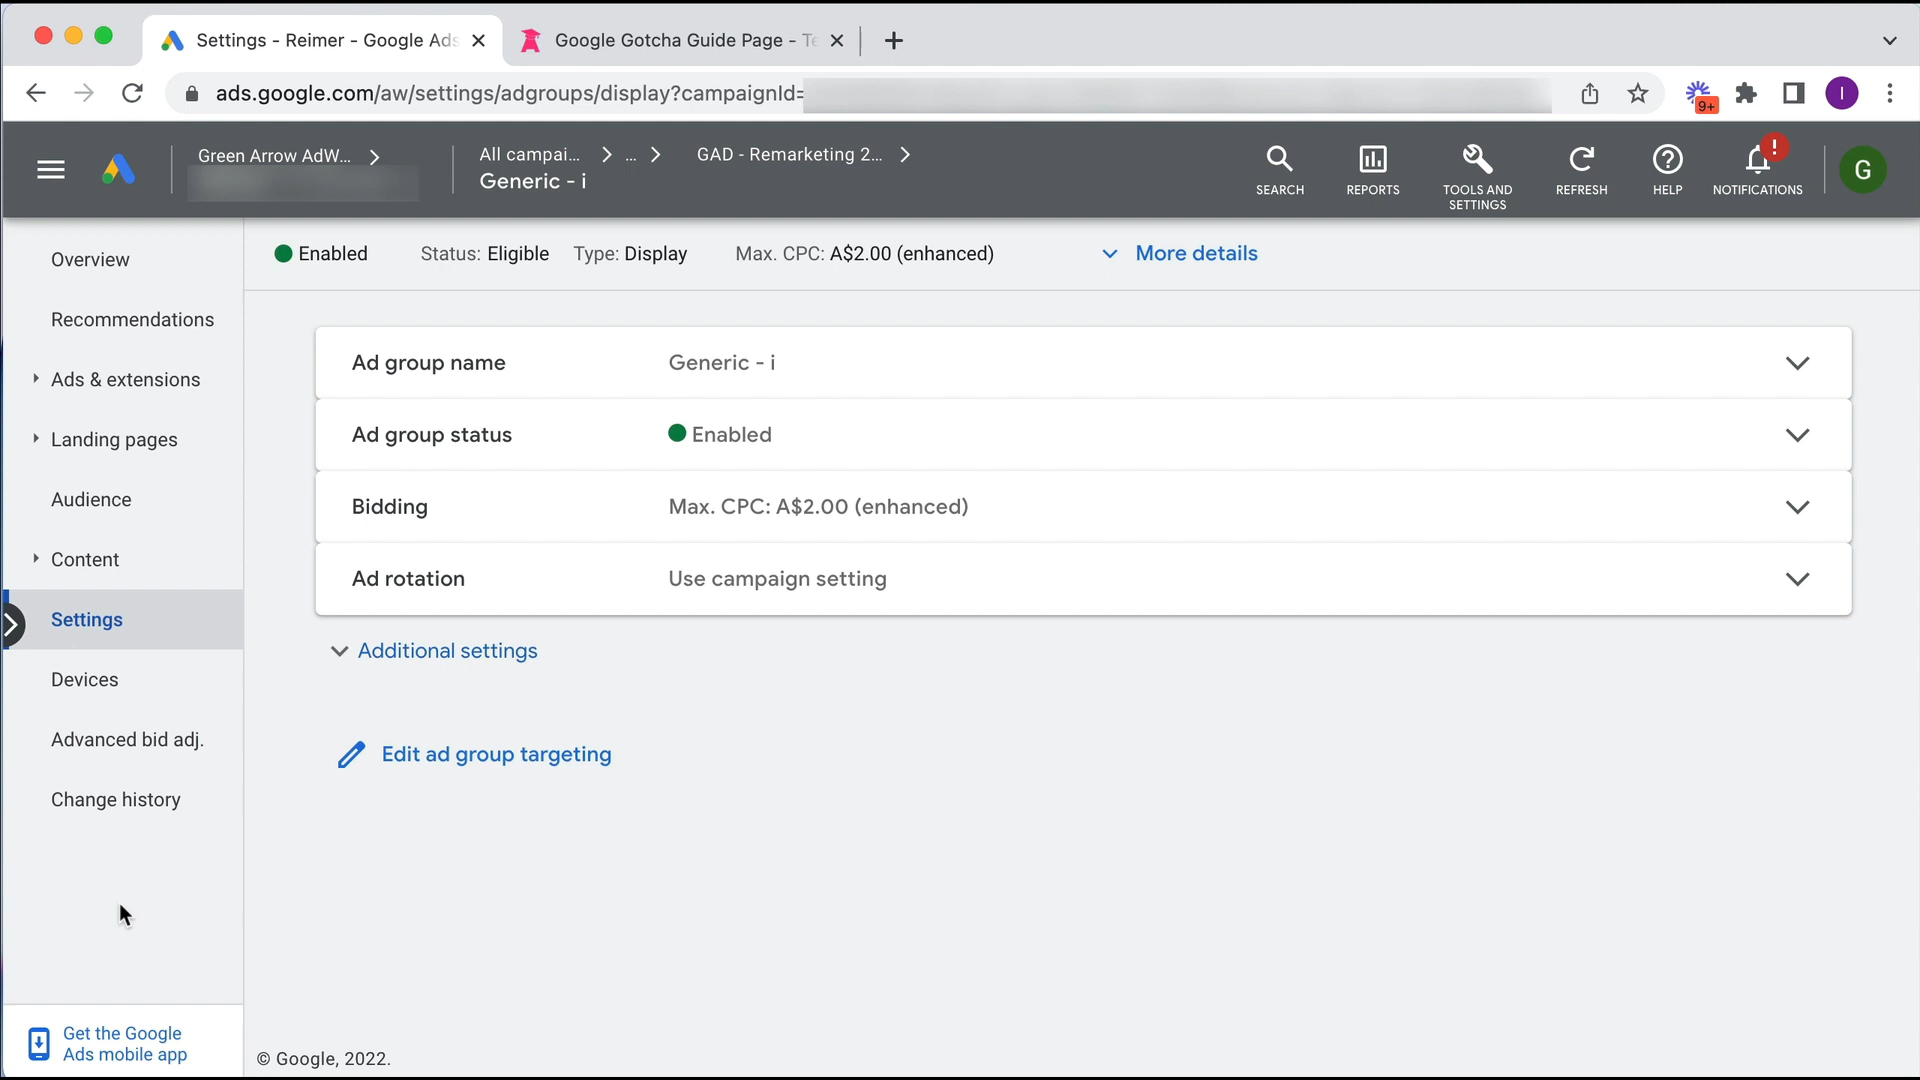 Settings - Reimer - Google Ads
Google Gotcha Guide Page - Te
ads.google.com/aw/settings/adgroups/display?campaignId=
9+
I
Green Arrow AdW...
All campai...
...
GAD - Remarketing 2...
Generic - i
SEARCH
REPORTS
TOOLS AND
SETTINGS
REFRESH
HELP
!
NOTIFICATIONS
G
Overview
Recommendations
Ads & extensions
Landing pages
Audience
Content
Settings
Devices
Advanced bid adj.
Change history
Get the Google
Ads mobile app
Enabled
Status: Eligible
Type: Display
Max. CPC: A$2.00 (enhanced)
More details
Ad group name
Generic - i
Ad group status
Enabled
Bidding
Max. CPC: A$2.00 (enhanced)
Ad rotation
Use campaign setting
Additional settings
Edit ad group targeting
© Google, 2022.